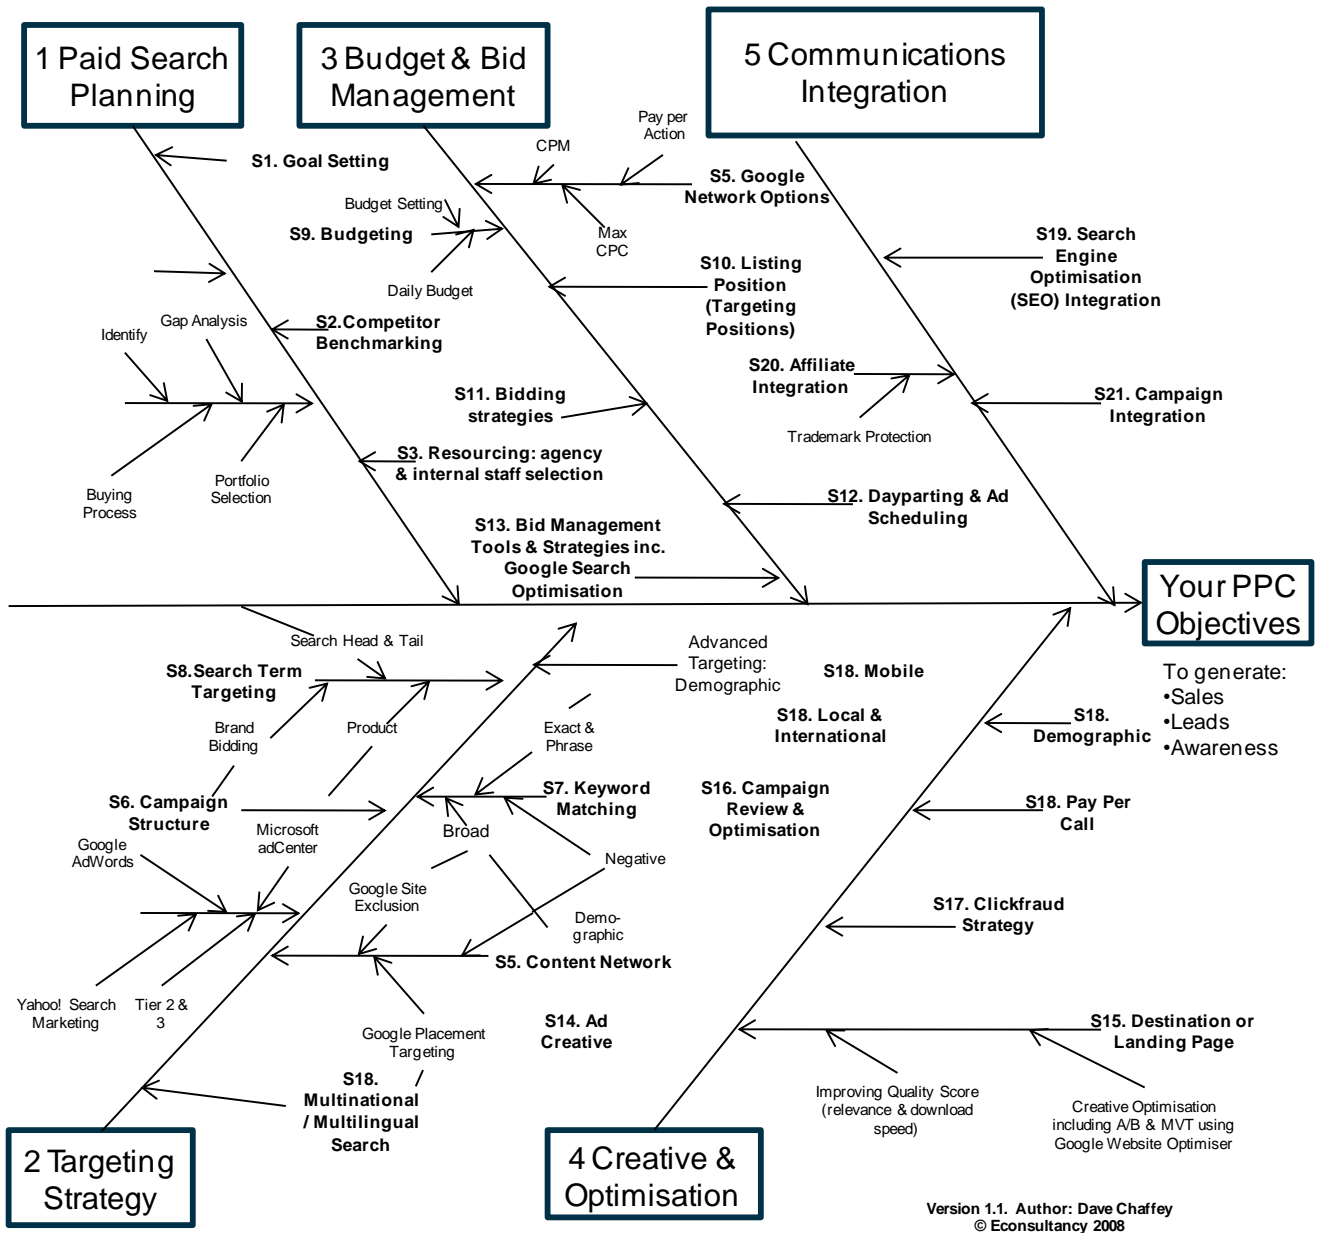 1 Paid Search
Planning
3 Budget & Bid
Management
5 Communications
Integration
Pay per
Action
CPM
S1. Goal Setting
S5. Google
Network Options
Budget Setting
S9. Budgeting
Max
CPC
S19. Search
Engine
Optimisation
(SEO) Integration
S10. Listing
Position
(Targeting
Positions)
Daily Budget
Gap Analysis
Identify
S2.Competitor
Benchmarking
S20. Affiliate
Integration
S11. Bidding
strategies
S21. Campaign
Integration
Trademark Protection
S3. Resourcing: agency
& internal staff selection
Portfolio
Selection
Buying
Process
S12. Dayparting & Ad
Scheduling
S13. Bid Management
Tools & Strategies inc.
Google Search
Optimisation
Your PPC
Objectives
To generate:
•Sales
•Leads
•Awareness
Search Head & Tail
S8.Search Term
Targeting
Advanced
Targeting:
Demographic
S18. Mobile
Brand
Bidding
Product
Exact &
Phrase
S18. Local &
International
S18.
Demographic
S6. Campaign
Structure
S7. Keyword
Matching
S16. Campaign
Review &
Optimisation
S18. Pay Per
Call
Google
AdWords
Microsoft
adCenter
Broad
Negative
Google Site
Exclusion
Demo-
graphic
S17. Clickfraud
Strategy
S5. Content Network
Yahoo! Search
Marketing
Tier 2 &
3
Google Placement
Targeting
S14. Ad
Creative
S15. Destination or
Landing Page
S18.
Multinational
/ Multilingual
Search
Improving Quality Score
(relevance & download
speed)
Creative Optimisation
including A/B & MVT using
Google Website Optimiser
2 Targeting
Strategy
4 Creative &
Optimisation
Version 1.1. Author: Dave Chaffey
© Econsultancy 2008